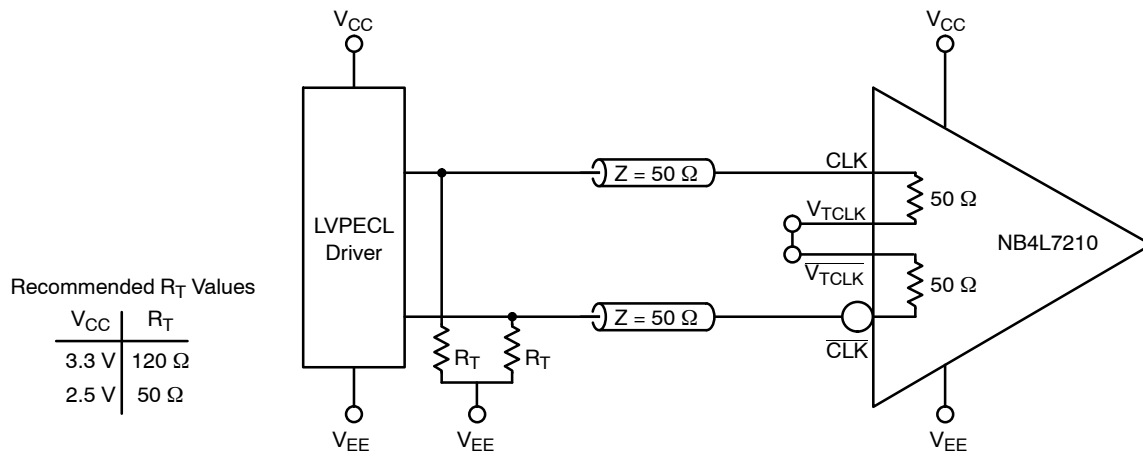 V_CC
V_CC
CLK
Z = 50 Ω
50 Ω
V_TCLK
LVPECL
Driver
NB4L7210
V_TCLK
50 Ω
Recommended R_T Values
V_CC R_T
3.3 V 120 Ω
2.5 V 50 Ω
Z = 50 Ω
CLK
R_T
R_T
V_EE
V_EE
V_EE